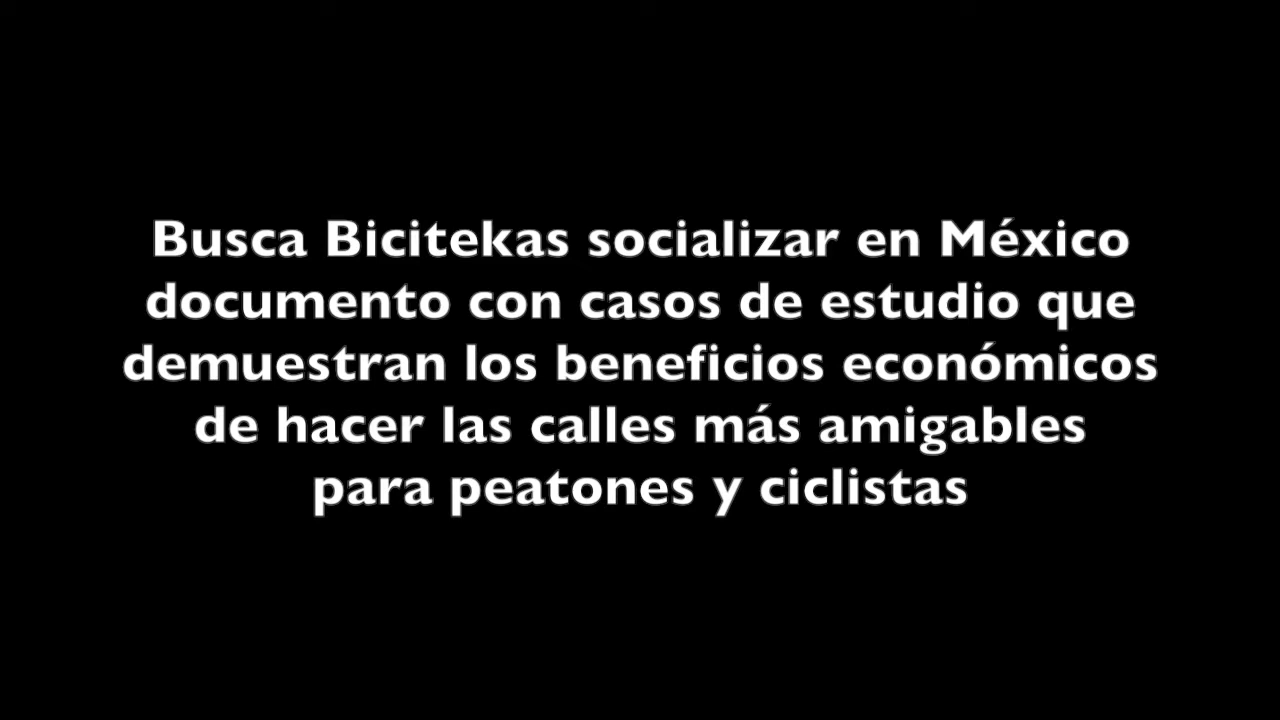 Busca Bicitekas socializar en México
documento con casos de estudio que
demuestran los beneficios económicos
de hacer las calles más amigables
para peatones y ciclistas